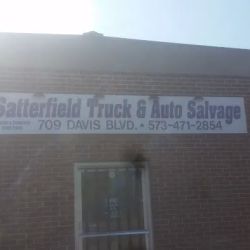 Satterfield Truck & Auto Salvage
709 DAVIS BLVD. • 573-471-2854